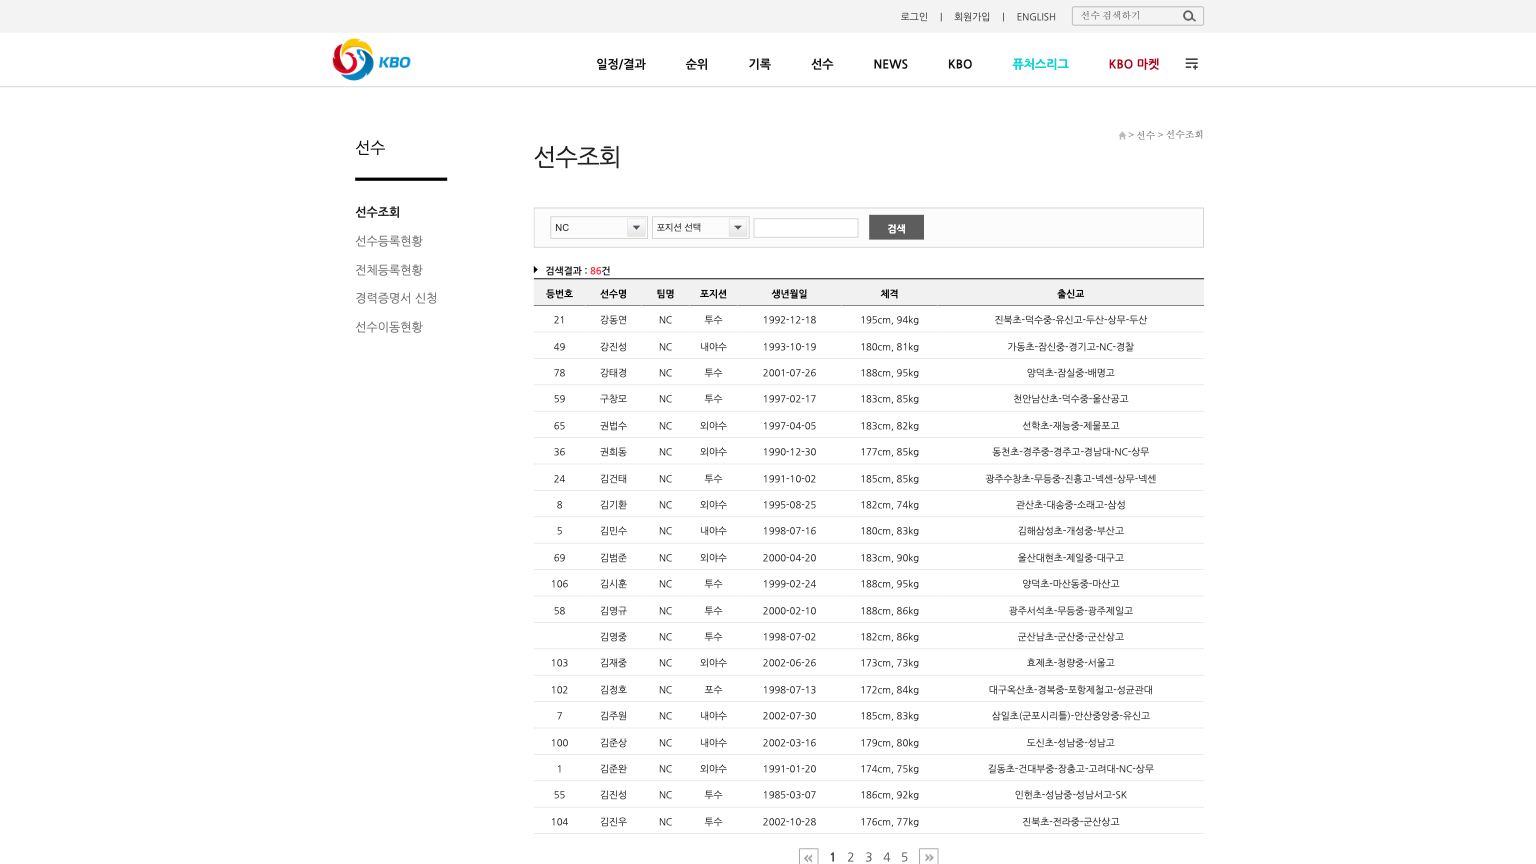 로그인 | 회원가입 | ENGLISH 선수 검색하기
KBO 일정/결과 순위 기록 선수 NEWS KBO 퓨처스리그 KBO 마켓
> 선수 > 선수조회
선수
선수조회
선수조회
선수등록현황
전체등록현황
경력증명서 신청
선수이동현황
NC 포지션 선택 검색
검색결과 : 86건
등번호 선수명 팀명 포지션 생년월일 체격 출신교
21 강동연 NC 투수 1992-12-18 195cm, 94kg 진북초-덕수중-유신고-두산-상무-두산
49 강진성 NC 내야수 1993-10-19 180cm, 81kg 가동초-잠신중-경기고-NC-경찰
78 강태경 NC 투수 2001-07-26 188cm, 95kg 양덕초-잠실중-배명고
59 구창모 NC 투수 1997-02-17 183cm, 85kg 천안남산초-덕수중-울산공고
65 권법수 NC 외야수 1997-04-05 183cm, 82kg 선학초-재능중-제물포고
36 권희동 NC 외야수 1990-12-30 177cm, 85kg 동천초-경주중-경주고-경남대-NC-상무
24 김건태 NC 투수 1991-10-02 185cm, 85kg 광주수창초-무등중-진흥고-넥센-상무-넥센
8 김기환 NC 외야수 1995-08-25 182cm, 74kg 관산초-대송중-소래고-삼성
5 김민수 NC 내야수 1998-07-16 180cm, 83kg 김해삼성초-개성중-부산고
69 김범준 NC 외야수 2000-04-20 183cm, 90kg 울산대현초-제일중-대구고
106 김시훈 NC 투수 1999-02-24 188cm, 95kg 양덕초-마산동중-마산고
58 김영규 NC 투수 2000-02-10 188cm, 86kg 광주서석초-무등중-광주제일고
김영중 NC 투수 1998-07-02 182cm, 86kg 군산남초-군산중-군산상고
103 김재중 NC 외야수 2002-06-26 173cm, 73kg 효제초-청량중-서울고
102 김정호 NC 포수 1998-07-13 172cm, 84kg 대구옥산초-경복중-포항제철고-성균관대
7 김주원 NC 내야수 2002-07-30 185cm, 83kg 삼일초(군포시리틀)-안산중앙중-유신고
100 김준상 NC 내야수 2002-03-16 179cm, 80kg 도신초-성남중-성남고
1 김준완 NC 외야수 1991-01-20 174cm, 75kg 길동초-건대부중-장충고-고려대-NC-상무
55 김진성 NC 투수 1985-03-07 186cm, 92kg 인헌초-성남중-성남서고-SK
104 김진우 NC 투수 2002-10-28 176cm, 77kg 진북초-전라중-군산상고
1 2 3 4 5